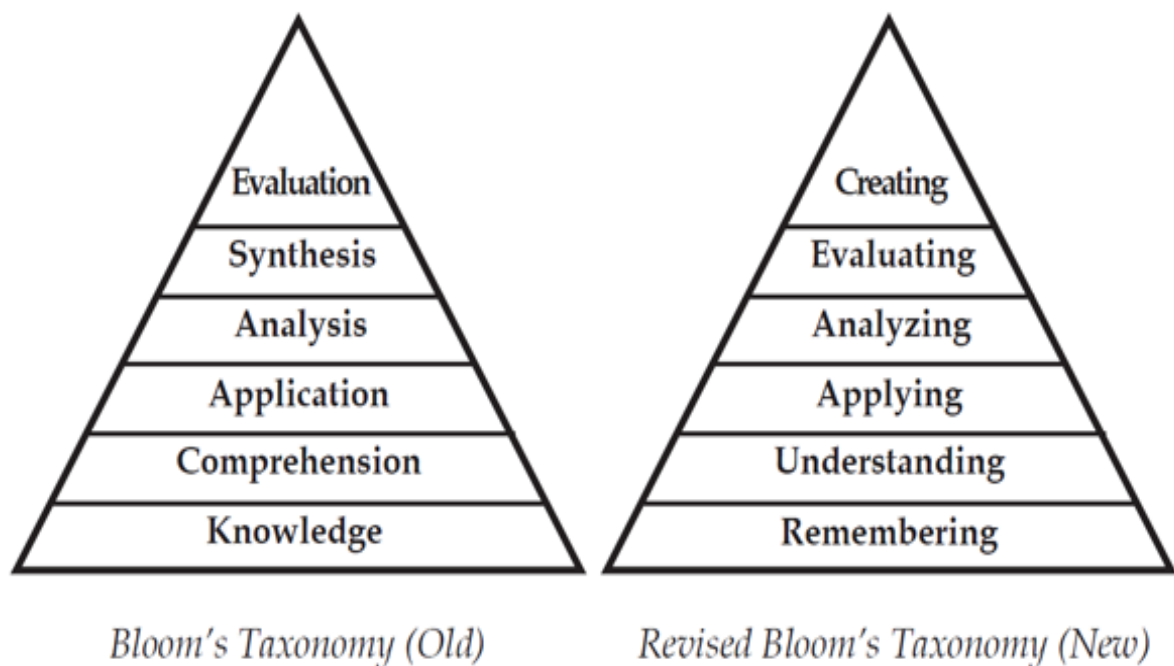 Evaluation
Synthesis
Analysis
Application
Comprehension
Knowledge
Bloom's Taxonomy (Old)
Creating
Evaluating
Analyzing
Applying
Understanding
Remembering
Revised Bloom's Taxonomy (New)